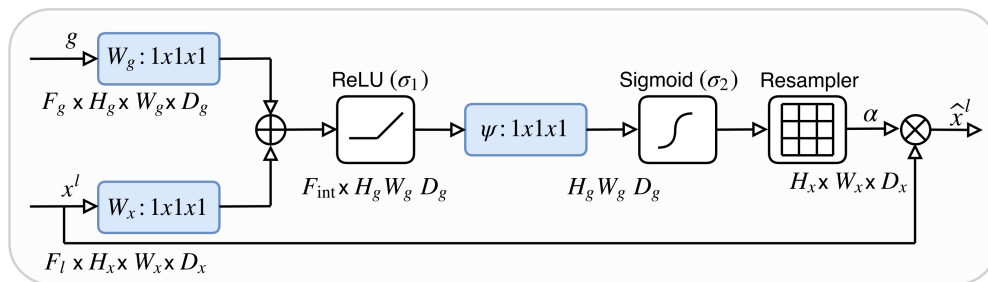 g
W_g : 1x1x1
F_g x H_g x W_g x D_g
x^l
W_x : 1x1x1
F_l x H_x x W_x x D_x
ReLU (σ_1)
F_int x H_g W_g D_g
ψ : 1x1x1
H_g W_g D_g
Sigmoid (σ_2)
Resampler
H_x x W_x x D_x
α
x̂^l